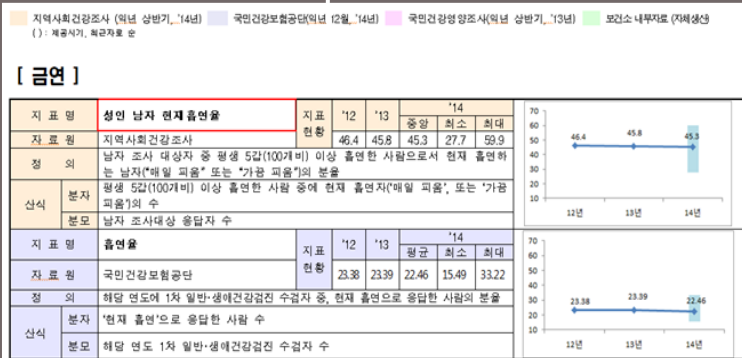 지역사회건강조사 (익년 상반기, '14년) 국민건강보험공단(익년 12월, '14년) 국민건강영양조사(익년 상반기, '13년) 보건소 내부자료 (자체생산)
( ) : 제공시기, 최근자료 순
[ 금연 ]
지 표 명 성인 남자 현재흡연율 지표 현황 '12 '13 '14
중앙 최소 최대
자 료 원 지역사회건강조사 46.4 45.8 45.3 27.7 59.9
정 의 남자 조사 대상자 중 평생 5갑(100개비) 이상 흡연한 사람으로서 현재 흡연하
는 남자("매일 피움" 또는 "가끔 피움")의 분율
산식 분자 평생 5갑(100개비) 이상 흡연한 사람 중에 현재 흡연자('매일 피움', 또는 '가끔
피움')의 수
분모 남자 조사대상 응답자 수
70
60
50
40
30
20
10
0
46.4 45.8 45.3
12년 13년 14년
지 표 명 흡연율 지표 현황 '12 '13 '14
평균 최소 최대
자 료 원 국민건강보험공단 23.38 23.39 22.46 15.49 33.22
정 의 해당 연도에 1차 일반·생애건강검진 수검자 중, 현재 흡연으로 응답한 사람의 분율
산식 분자 '현재 흡연'으로 응답한 사람 수
분모 해당 연도 1차 일반·생애건강검진 수검자 수
70
60
50
40
30
20
10
0
23.38 23.39 22.46
12년 13년 14년